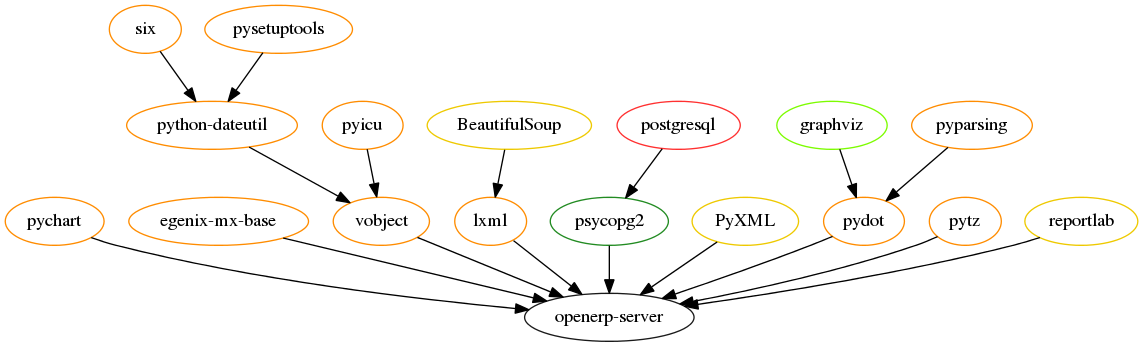 six
pysetuptools
python-dateutil
pyicu
BeautifulSoup
postgresql
graphviz
pyparsing
pychart
egenix-mx-base
vobject
lxml
psycopg2
PyXML
pydot
pytz
reportlab
openerp-server